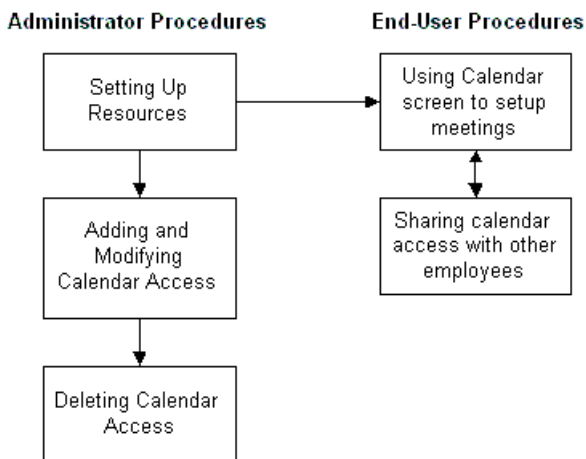 Administrator Procedures
End-User Procedures
Setting Up
Resources
Using Calendar
screen to setup
meetings
Adding and
Modifying
Calendar Access
Sharing calendar
access with other
employees
Deleting Calendar
Access